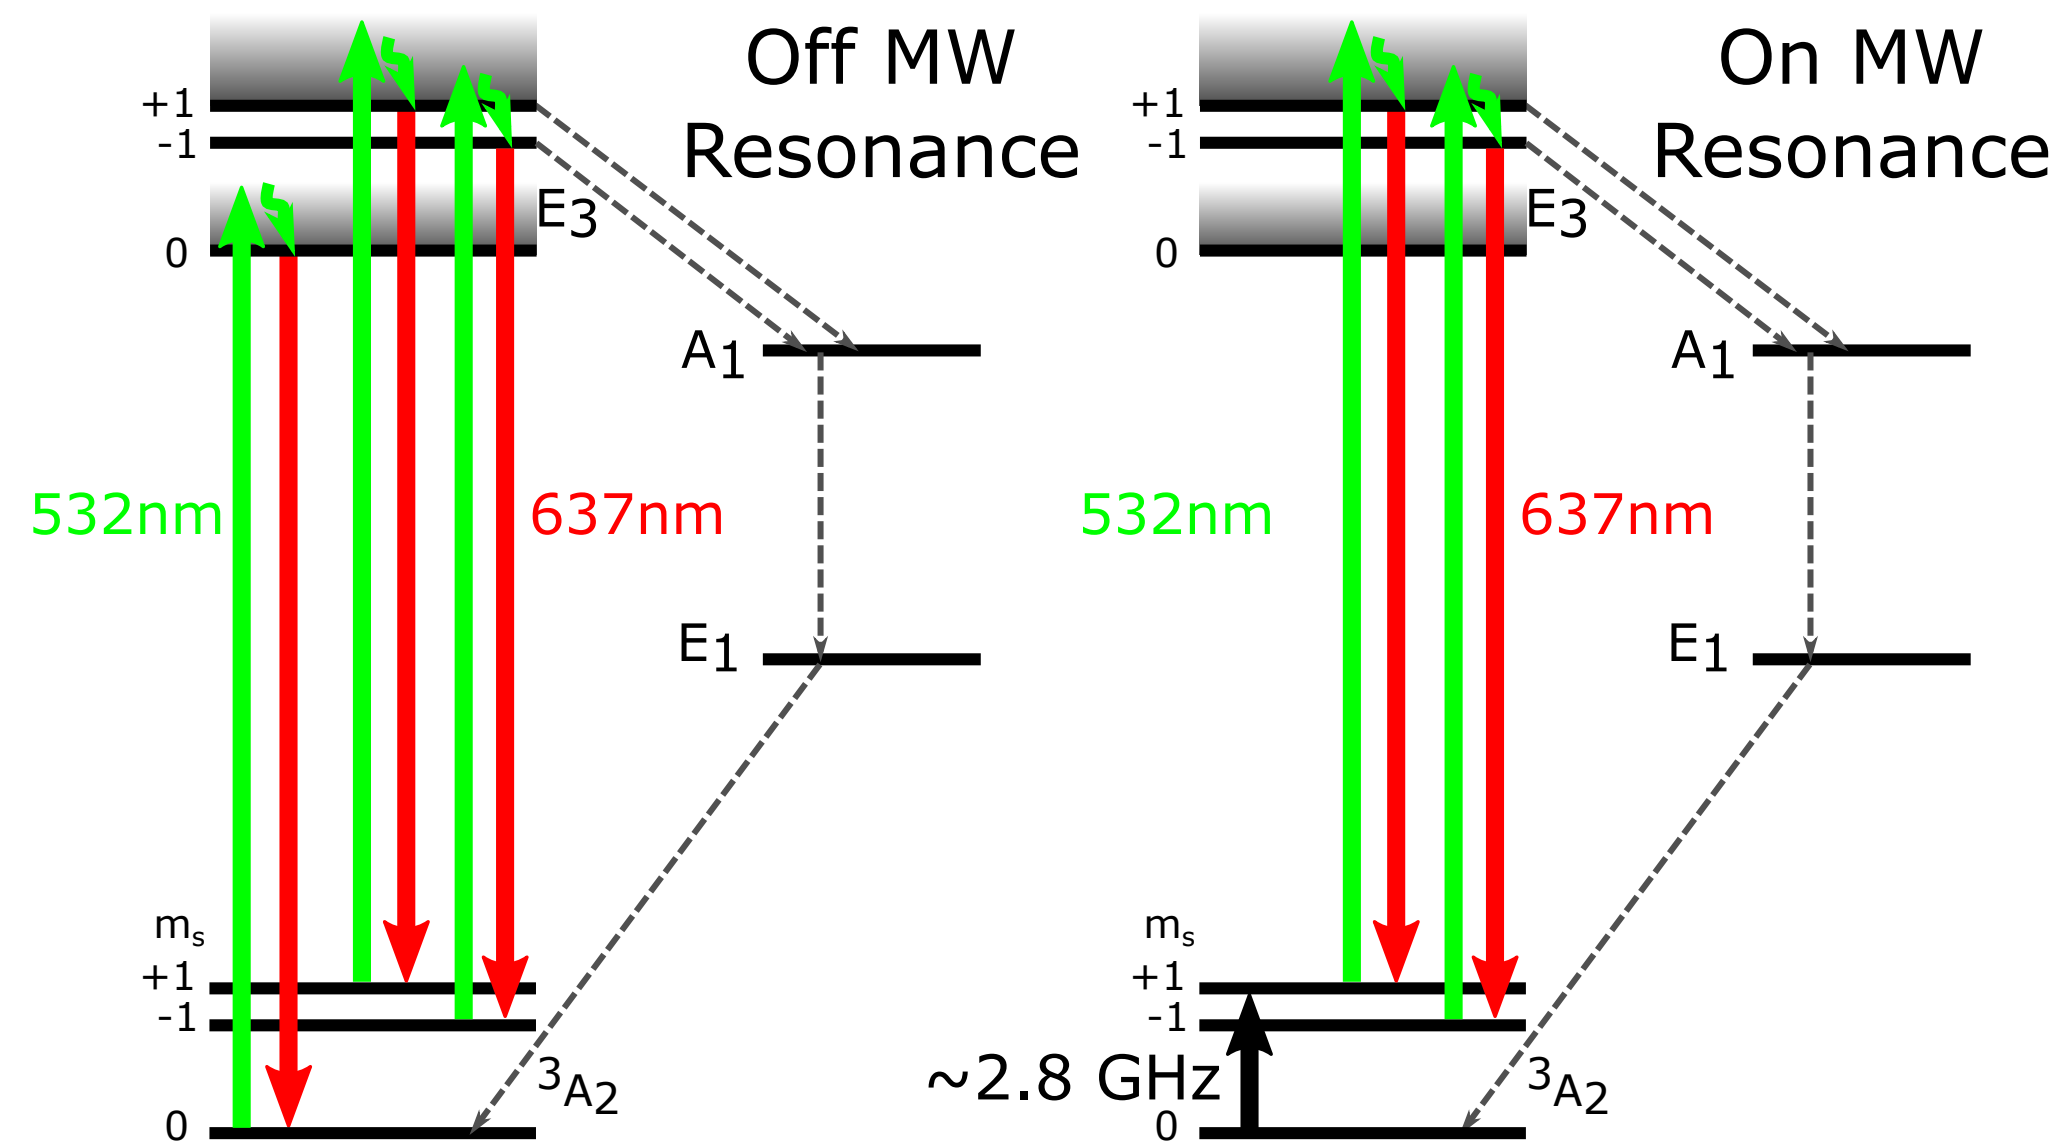 Off MW
Resonance
+1
-1
0
E3
A1
E1
532nm
637nm
ms
+1
-1
0
3A2
On MW
Resonance
+1
-1
0
E3
A1
E1
532nm
637nm
ms
+1
-1
~2.8 GHz
0
3A2